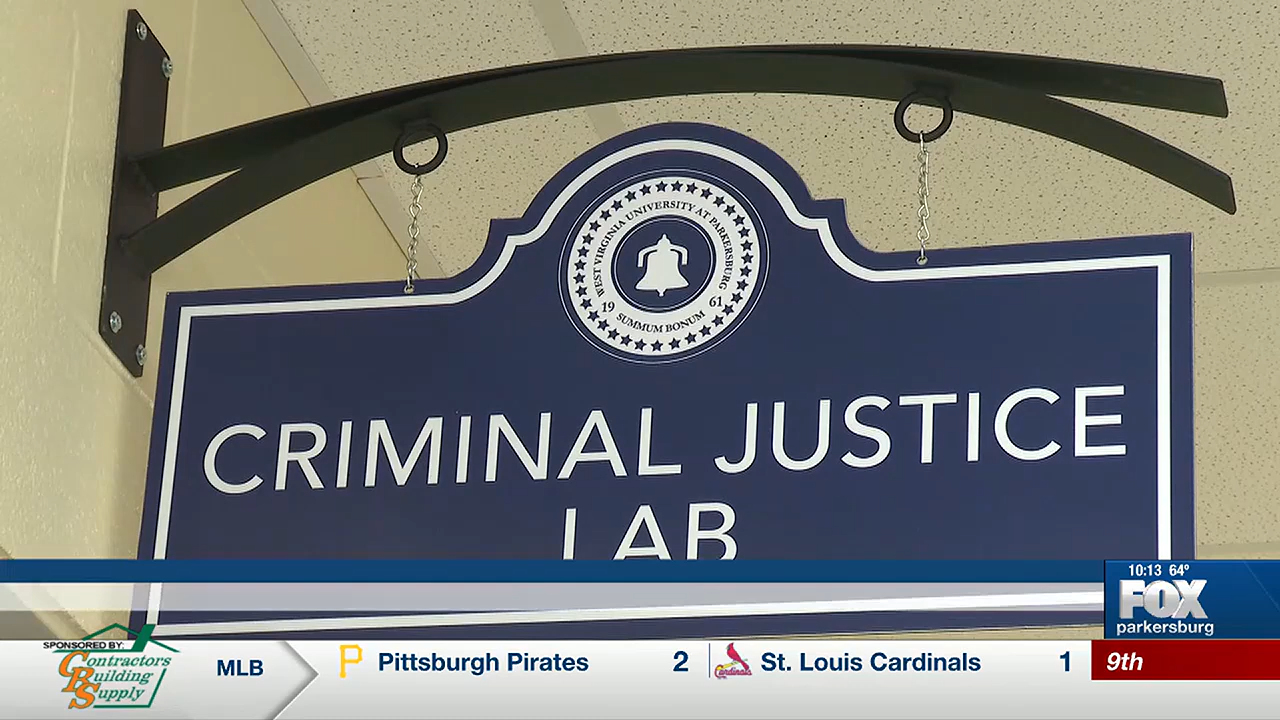 WEST VIRGINIA UNIVERSITY AT PARKERSBURG
19 61
SUMMUM BONUM
CRIMINAL JUSTICE
LAB
10:13 64°
FOX
parkersburg
SPONSORED BY:
Contractors
Building
Supply
MLB
P
Pittsburgh Pirates 2
Cardinals
St. Louis Cardinals 1
9th